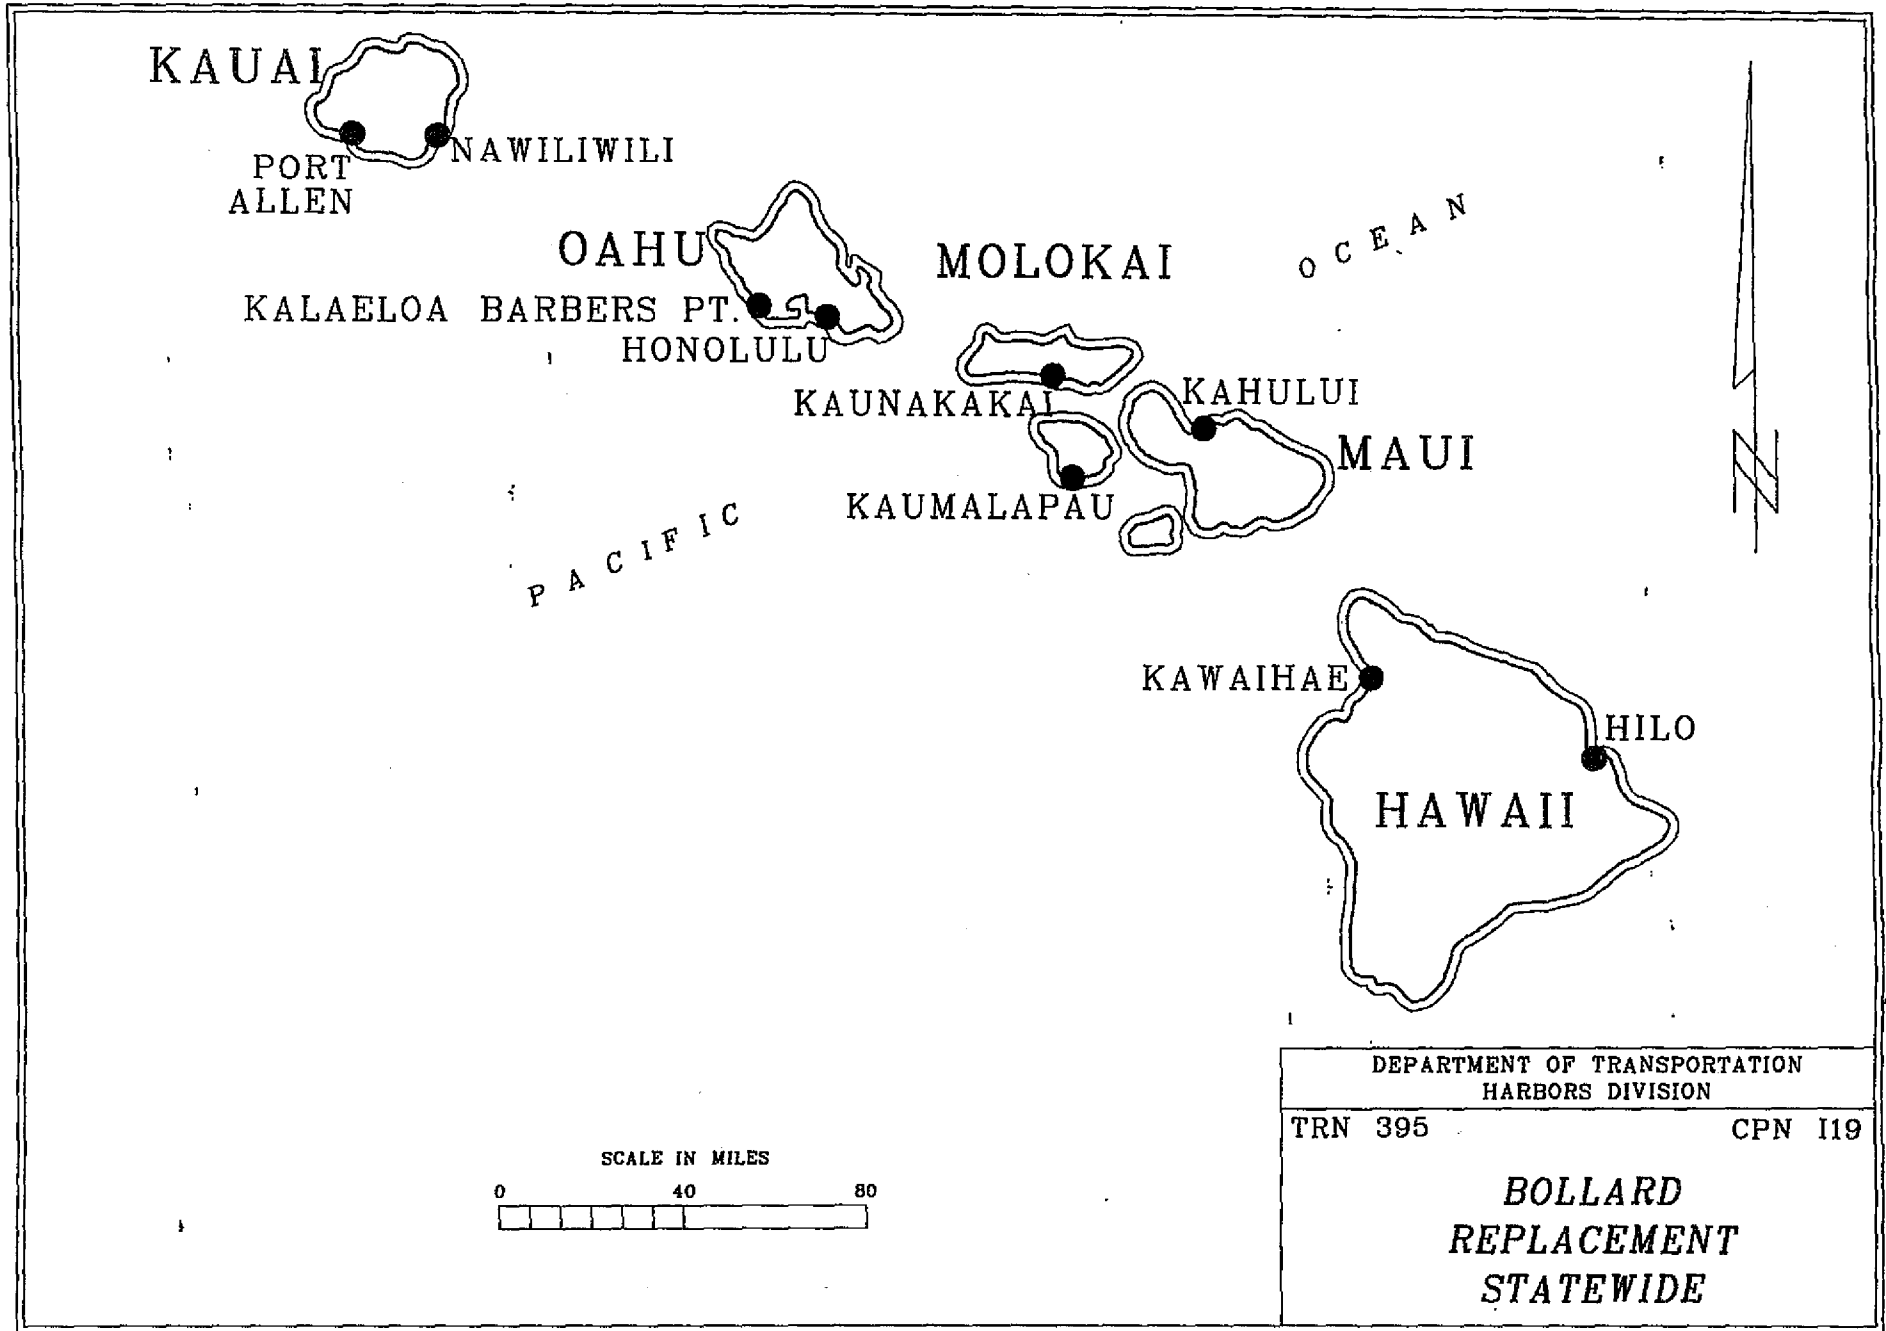 KAUAI
NAWILIWILI
PORT
ALLEN
OAHU
MOLOKAI
OCEAN
KALAELOA BARBERS PT.
HONOLULU
KAUNAKAKAI
KAHULUI
MAUI
KAUMALAPAU
PACIFIC
KAWAIHAE
HILO
HAWAII
N
SCALE IN MILES
0 40 80
DEPARTMENT OF TRANSPORTATION
HARBORS DIVISION
TRN 395 CPN I19
BOLLARD
REPLACEMENT
STATEWIDE